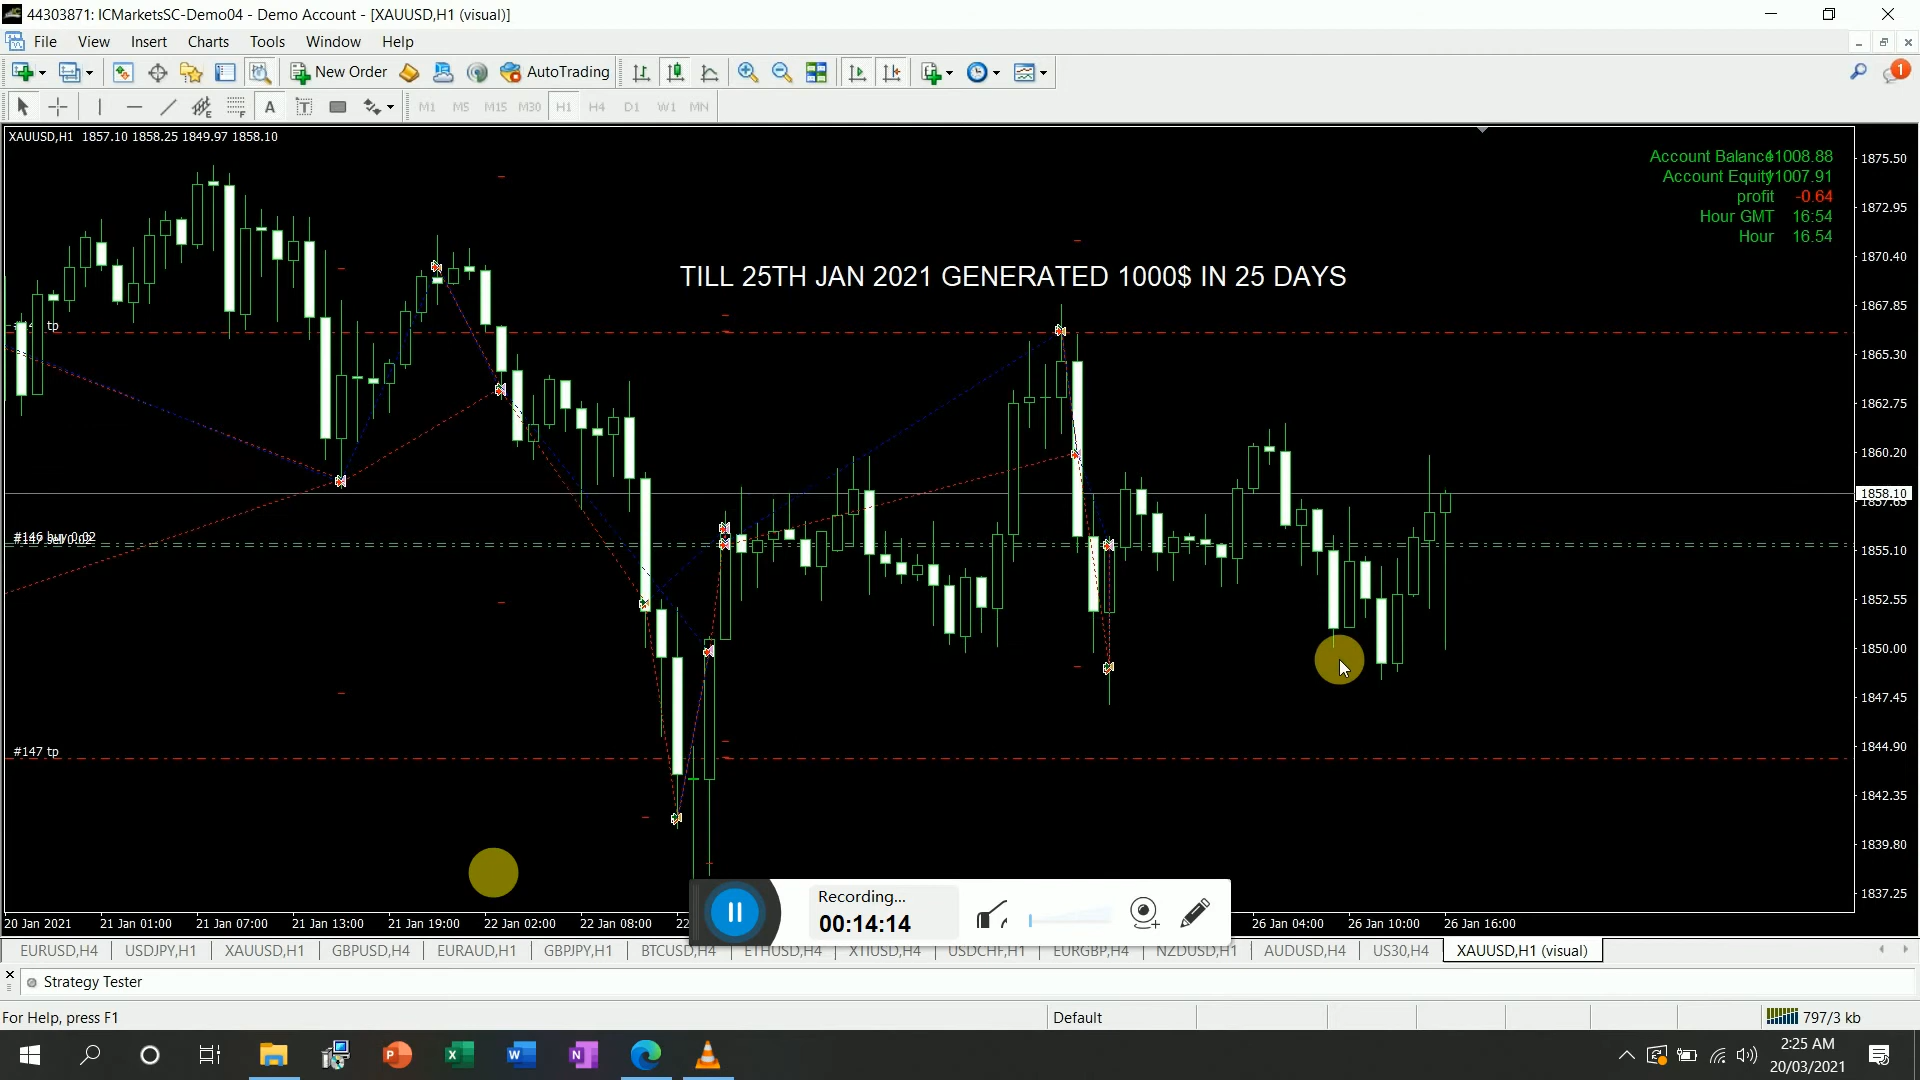 44303871: ICMarketsSC-Demo04 - Demo Account - [XAUUSD,H1 (visual)]
File View Insert Charts Tools Window Help
New Order AutoTrading 1
A T M1 M5 M15 M30 H1 H4 D1 W1 MN
XAUUSD,H1 1857.10 1858.25 1849.97 1858.10
Account Balance 1008.88
Account Equity 1007.91
profit -0.64
Hour GMT 16:54
Hour 16:54
TILL 25TH JAN 2021 GENERATED 1000$ IN 25 DAYS
tp
#146 buy 0.02
#147 tp
1875.50
1872.95
1870.40
1867.85
1865.30
1862.75
1860.20
1858.10
1857.65
1855.10
1852.55
1850.00
1847.45
1844.90
1842.35
1839.80
1837.25
Recording...
00:14:14
20 Jan 2021 21 Jan 01:00 21 Jan 07:00 21 Jan 13:00 21 Jan 19:00 22 Jan 02:00 22 Jan 08:00 22 26 Jan 04:00 26 Jan 10:00 26 Jan 16:00
EURUSD,H4 USDJPY,H1 XAUUSD,H1 GBPUSD,H4 EURAUD,H1 GBPJPY,H1 BTCUSD,H4 ETHUSD,H4 XTIUSD,H4 USDCHF,H1 EURGBP,H4 NZDUSD,H1 AUDUSD,H4 US30,H4 XAUUSD,H1 (visual)
Strategy Tester
For Help, press F1 Default 797/3 kb
2:25 AM
20/03/2021